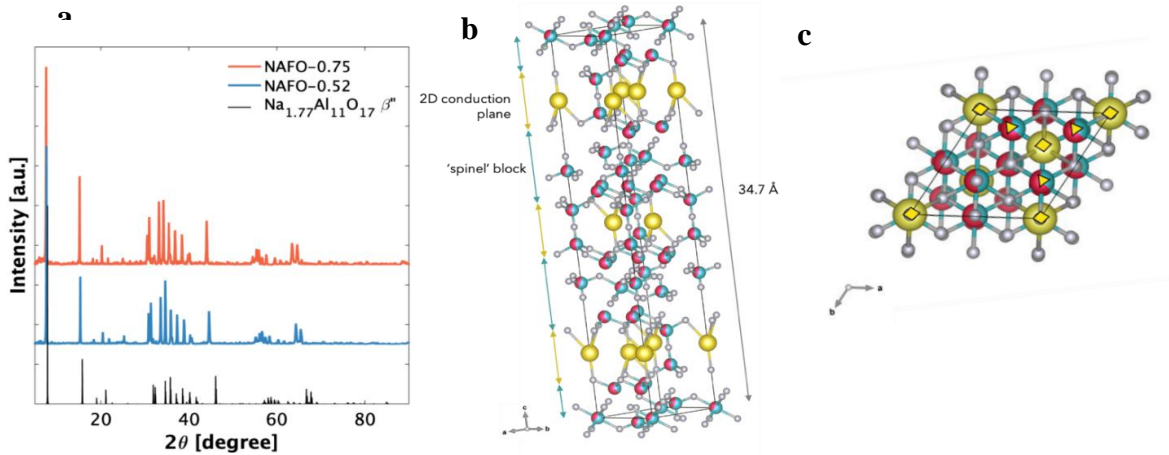 a
NAFO-0.75
NAFO-0.52
Na1.77Al11O17 β"
Intensity [a.u.]
20 40 60 80
2θ [degree]
b
2D conduction
plane
'spinel' block
34.7 Å
c
a b
c
a
b